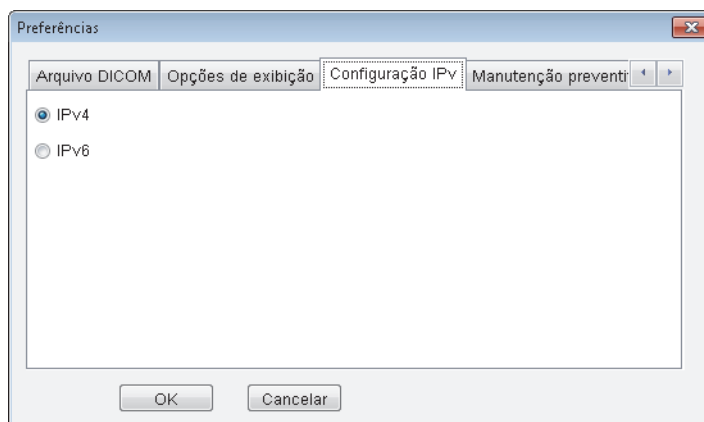 Preferências
Arquivo DICOM Opções de exibição Configuração IPv Manutenção preventi
IPv4
IPv6
OK Cancelar